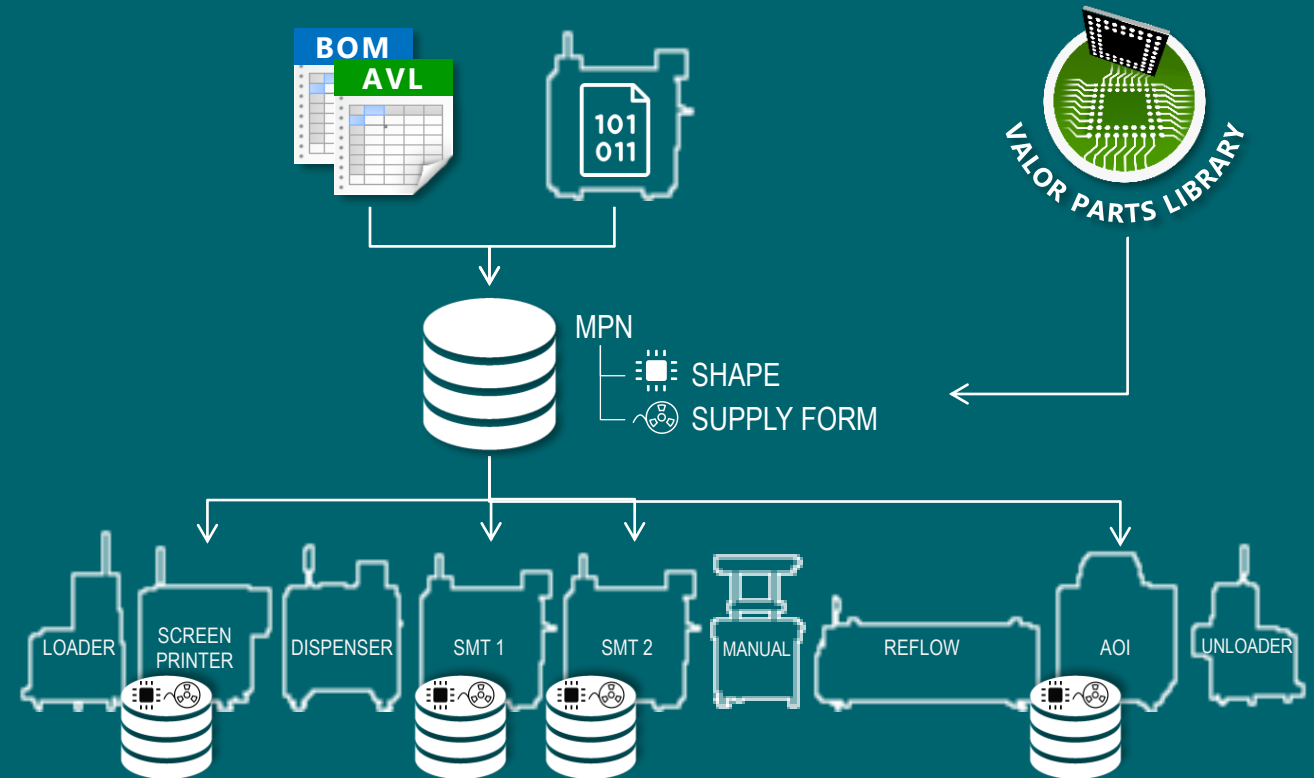 BOM
AVL
101
011
VALOR PARTS LIBRARY
MPN
SHAPE
SUPPLY FORM
LOADER
SCREEN
PRINTER
DISPENSER
SMT 1
SMT 2
MANUAL
REFLOW
AOI
UNLOADER